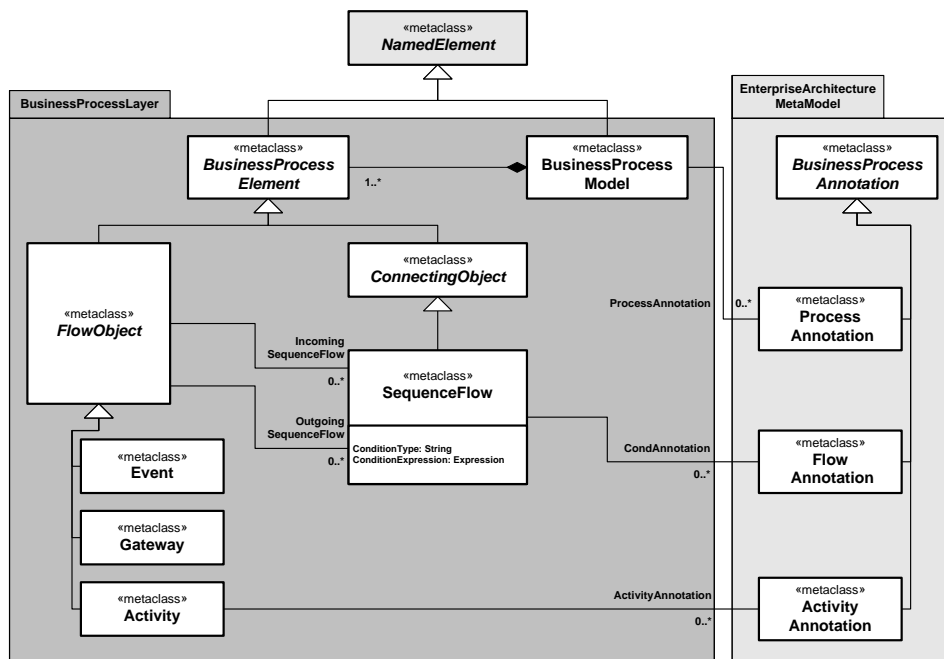 «metaclass»
NamedElement
BusinessProcessLayer
EnterpriseArchitecture
MetaModel
«metaclass»
BusinessProcess
Element
1..*
«metaclass»
BusinessProcess
Model
«metaclass»
BusinessProcess
Annotation
«metaclass»
FlowObject
«metaclass»
ConnectingObject
ProcessAnnotation
0..*
«metaclass»
Process
Annotation
Incoming
SequenceFlow
0..*
«metaclass»
SequenceFlow
ConditionType: String
ConditionExpression: Expression
Outgoing
SequenceFlow
0..*
CondAnnotation
0..*
«metaclass»
Flow
Annotation
«metaclass»
Event
«metaclass»
Gateway
«metaclass»
Activity
ActivityAnnotation
0..*
«metaclass»
Activity
Annotation